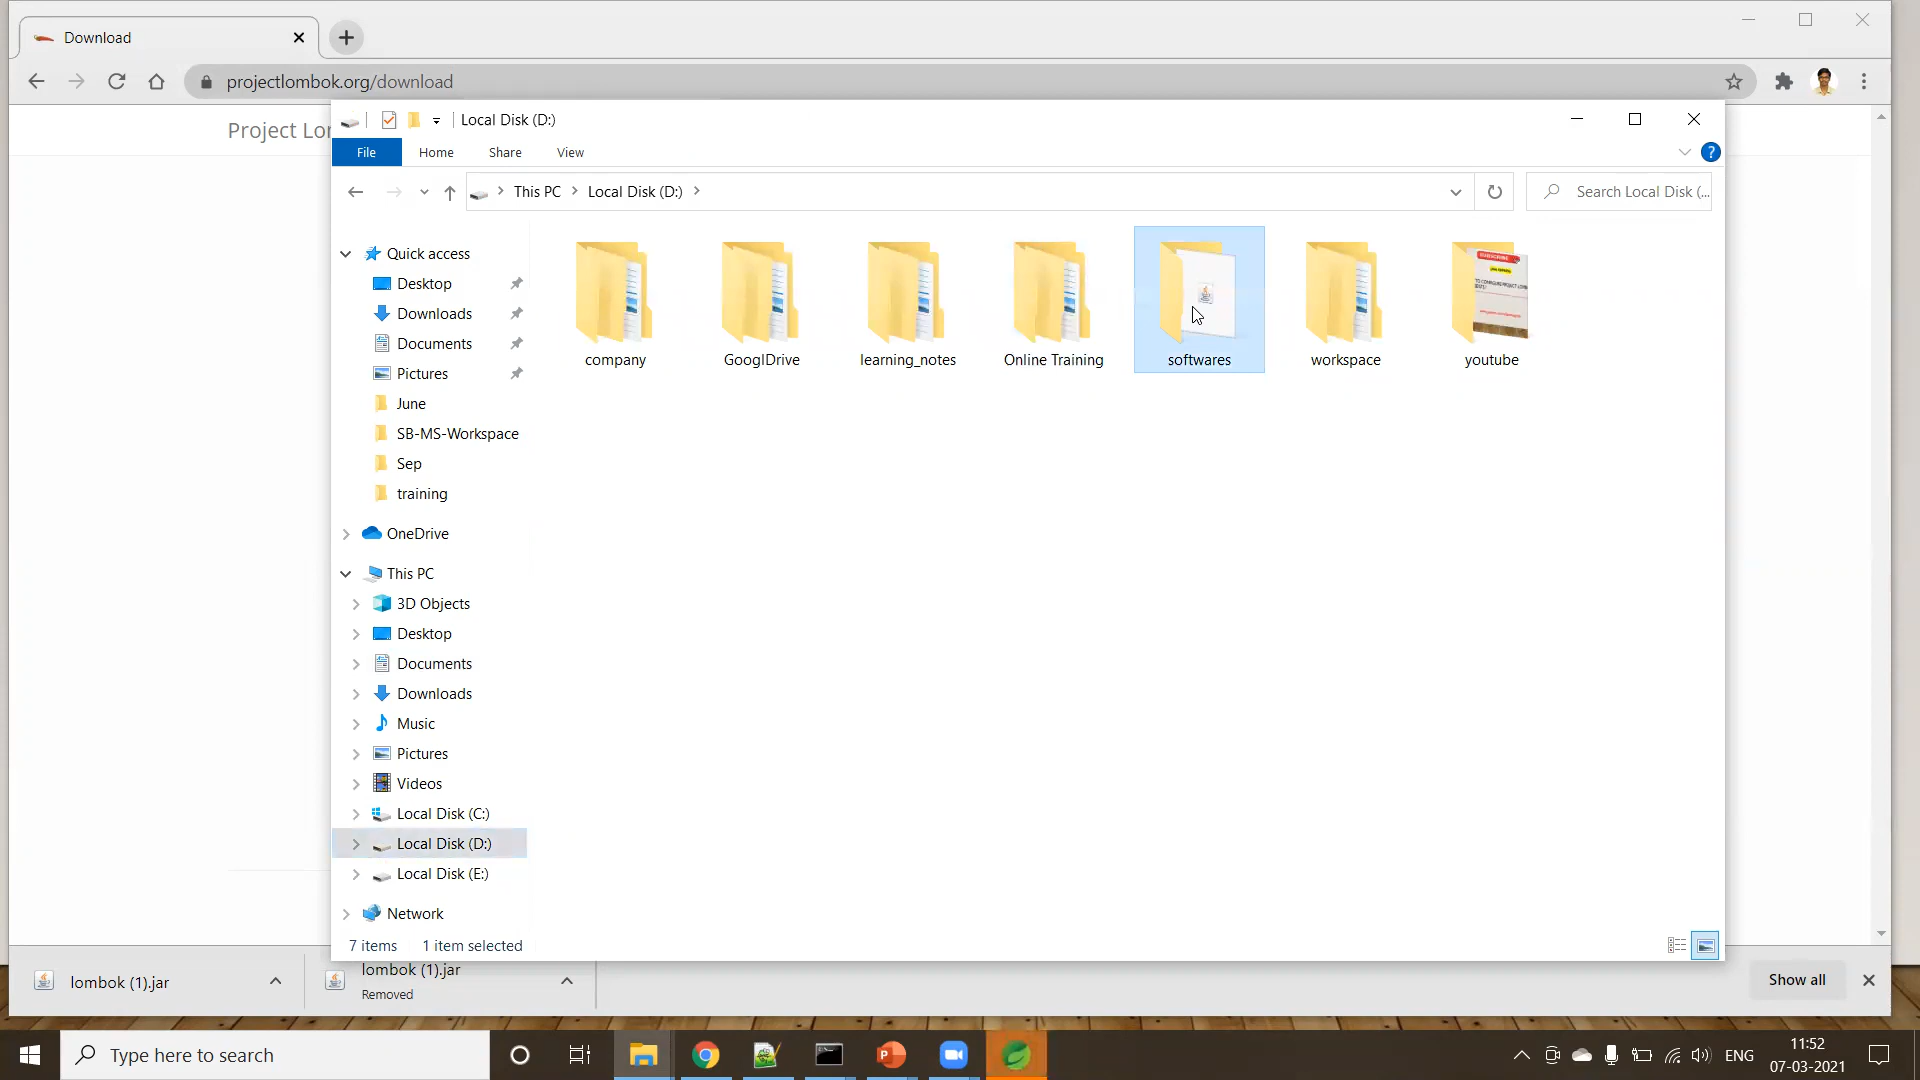 Download
projectlombok.org/download
Project Lor
Local Disk (D:)
File Home Share View
This PC Local Disk (D:)
Search Local Disk (...
Quick access
Desktop
Downloads
Documents
Pictures
June
SB-MS-Workspace
Sep
training
OneDrive
This PC
3D Objects
Desktop
Documents
Downloads
Music
Pictures
Videos
Local Disk (C:)
Local Disk (D:)
Local Disk (E:)
Network
company
GooglDrive
learning_notes
Online Training
softwares
workspace
SUBSCRIBE
youtube
7 items 1 item selected
lombok (1).jar
lombok (1).jar
Removed
Show all
Type here to search
ENG
11:52
07-03-2021